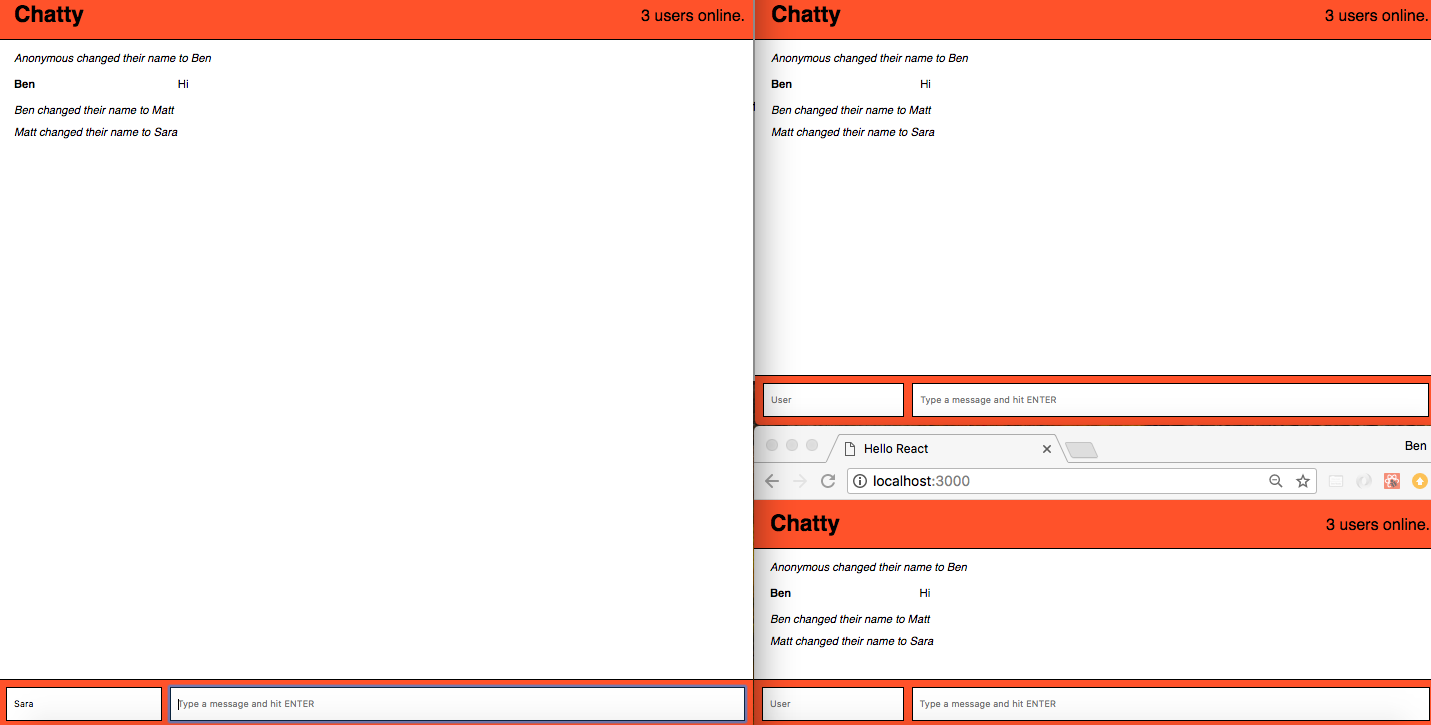 Chatty
3 users online.
Anonymous changed their name to Ben
Ben Hi
Ben changed their name to Matt
Matt changed their name to Sara
Sara
Type a message and hit ENTER
Chatty
3 users online.
Anonymous changed their name to Ben
Ben Hi
Ben changed their name to Matt
Matt changed their name to Sara
User
Type a message and hit ENTER
Hello React
Ben
localhost:3000
Chatty
3 users online.
Anonymous changed their name to Ben
Ben Hi
Ben changed their name to Matt
Matt changed their name to Sara
User
Type a message and hit ENTER